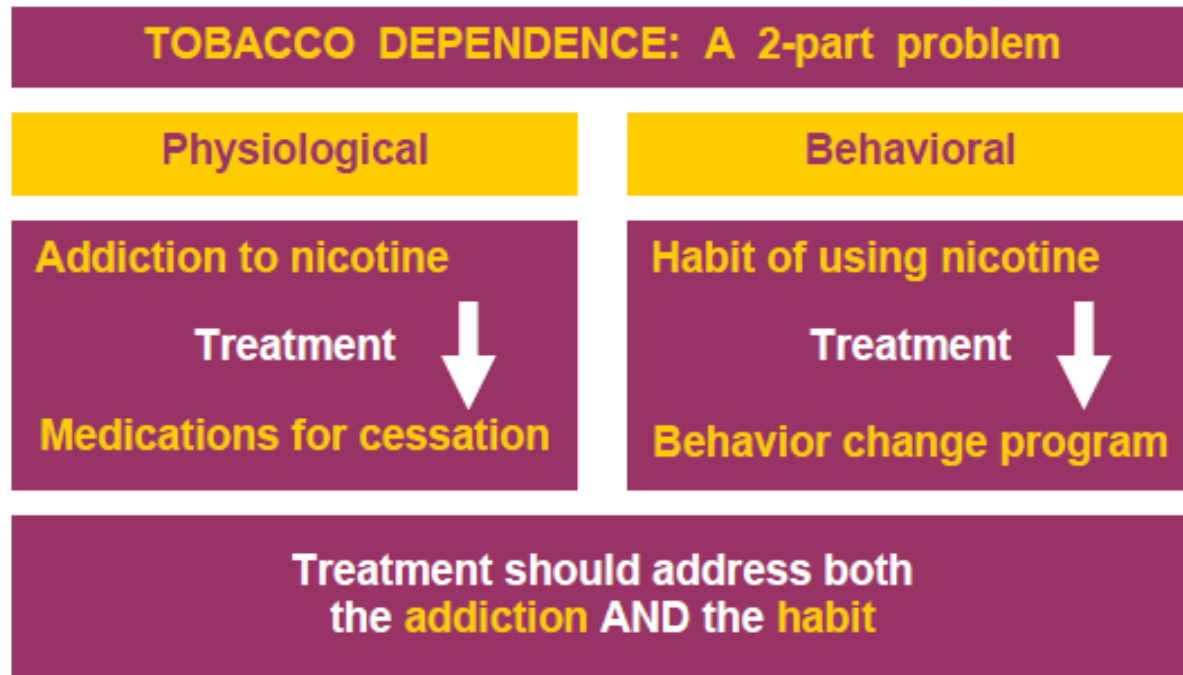 TOBACCO DEPENDENCE: A 2-part problem
Physiological
Addiction to nicotine
Treatment
Medications for cessation
Behavioral
Habit of using nicotine
Treatment
Behavior change program
Treatment should address both
the addiction AND the habit